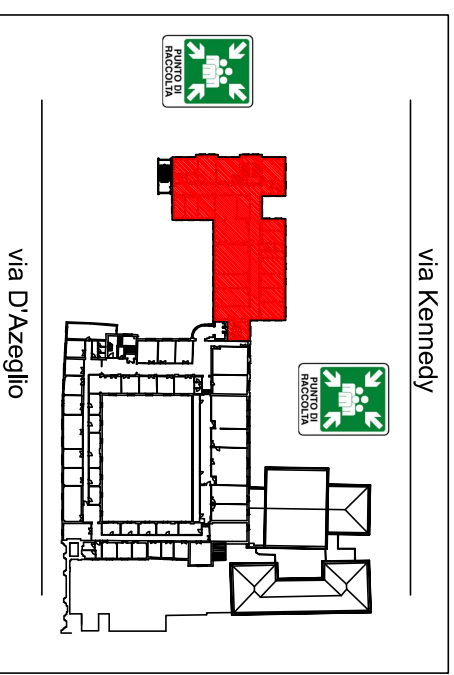 via Kennedy
PUNTO DI
RACCOLTA
PUNTO DI
RACCOLTA
via D'Azeglio